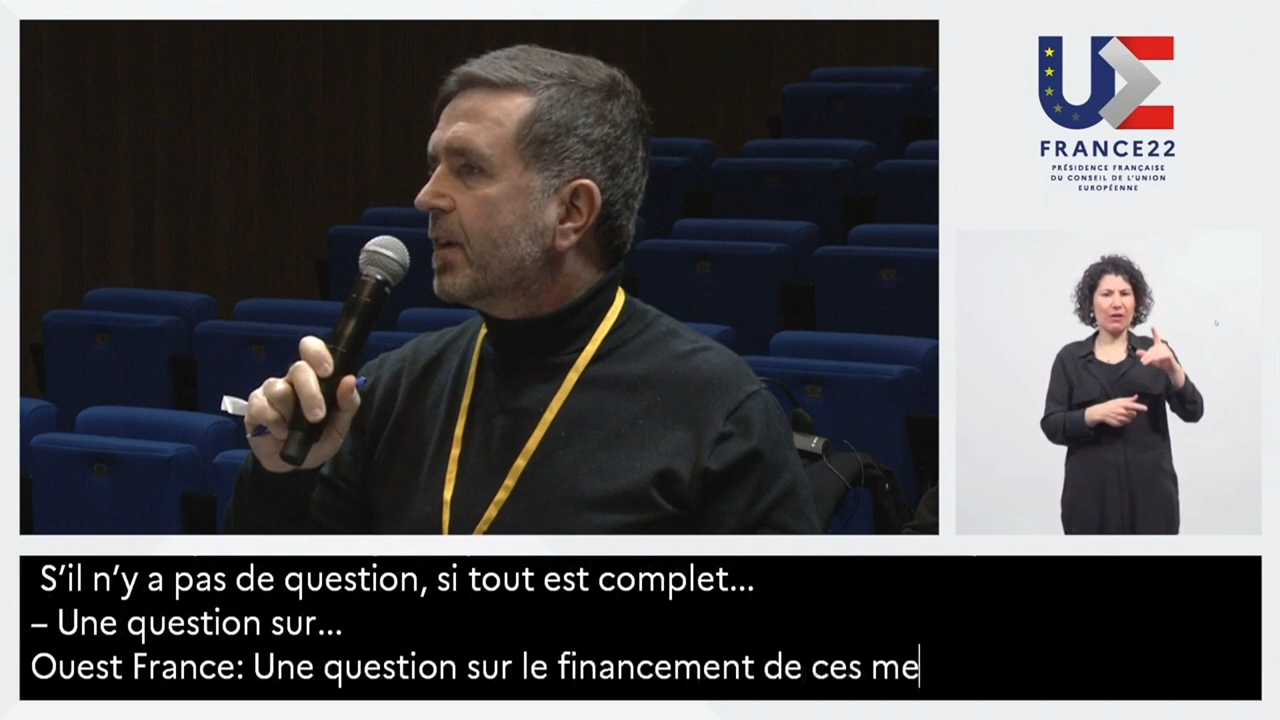 UE
FRANCE22
PRÉSIDENCE FRANÇAISE
DU CONSEIL DE L'UNION
EUROPÉENNE
S'il n'y a pas de question, si tout est complet...
– Une question sur...
Ouest France: Une question sur le financement de ces me